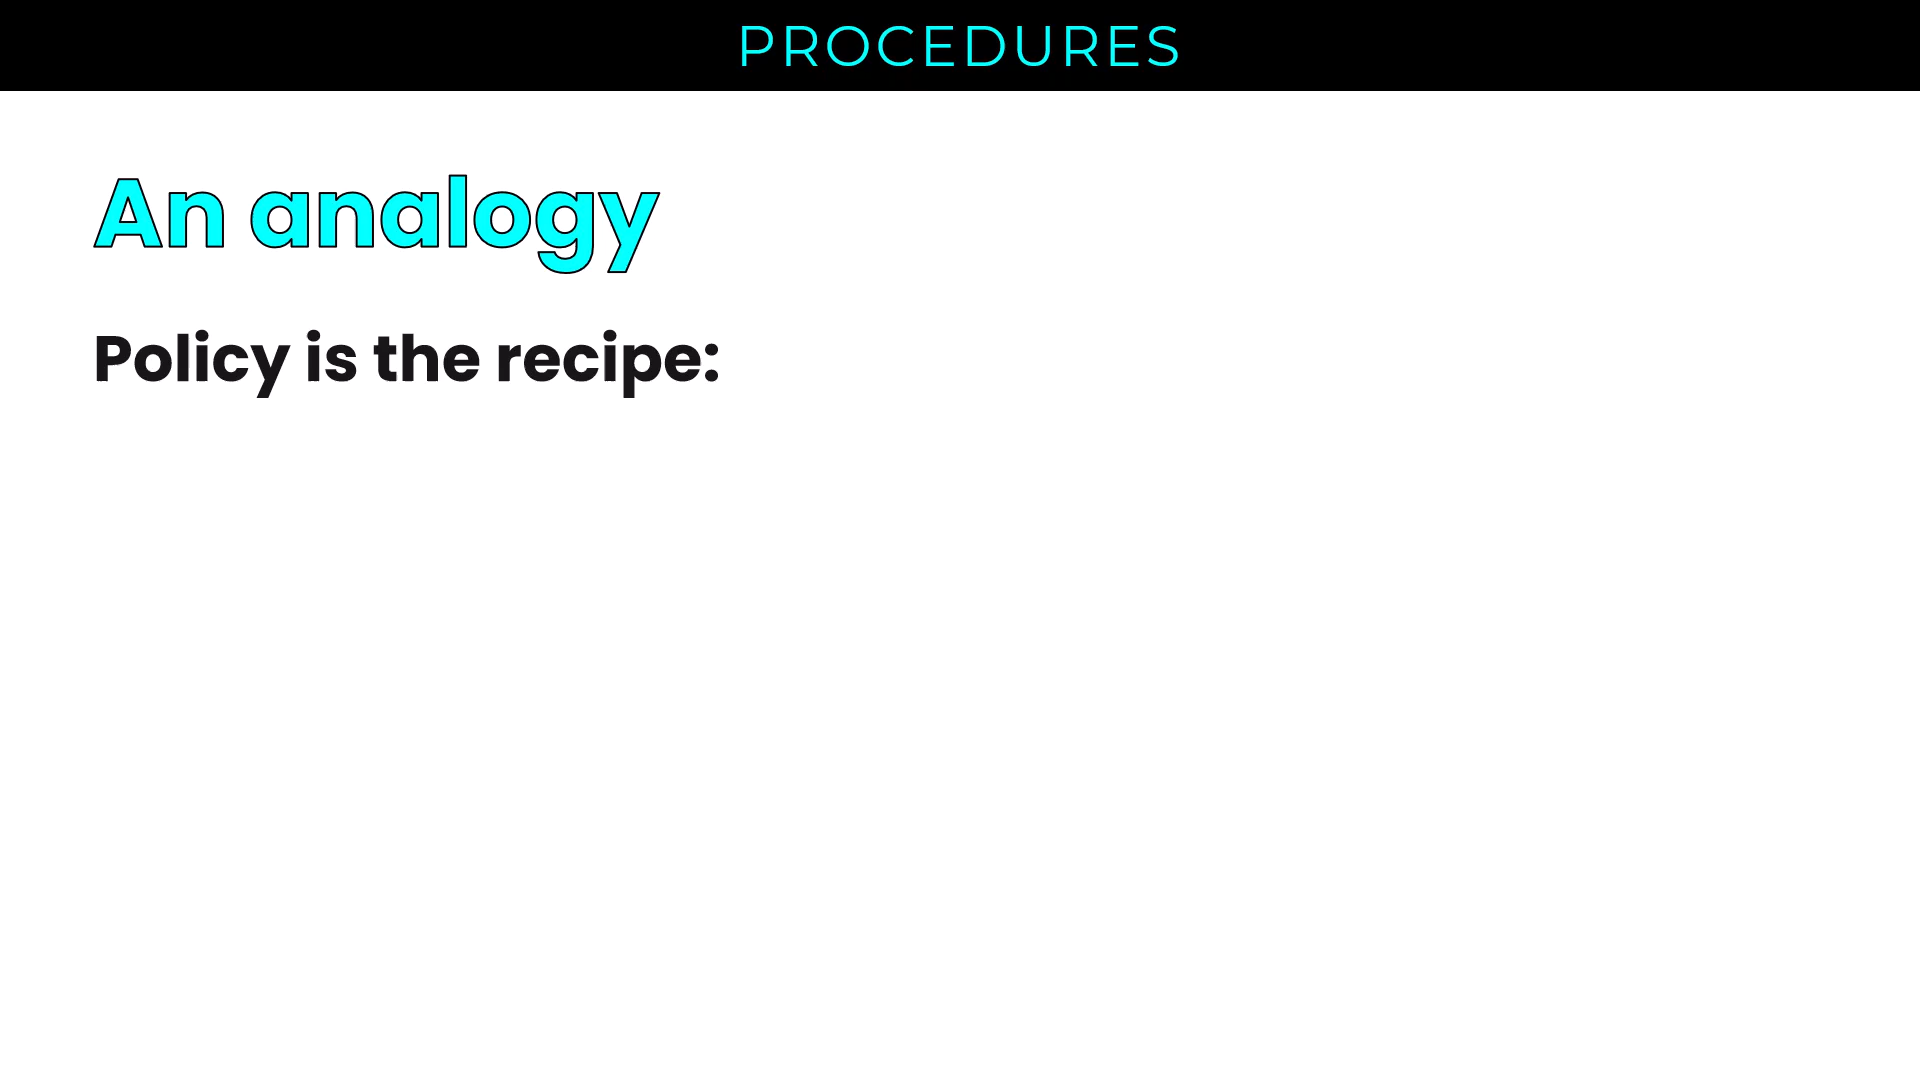 PROCEDURES
An analogy
Policy is the recipe: